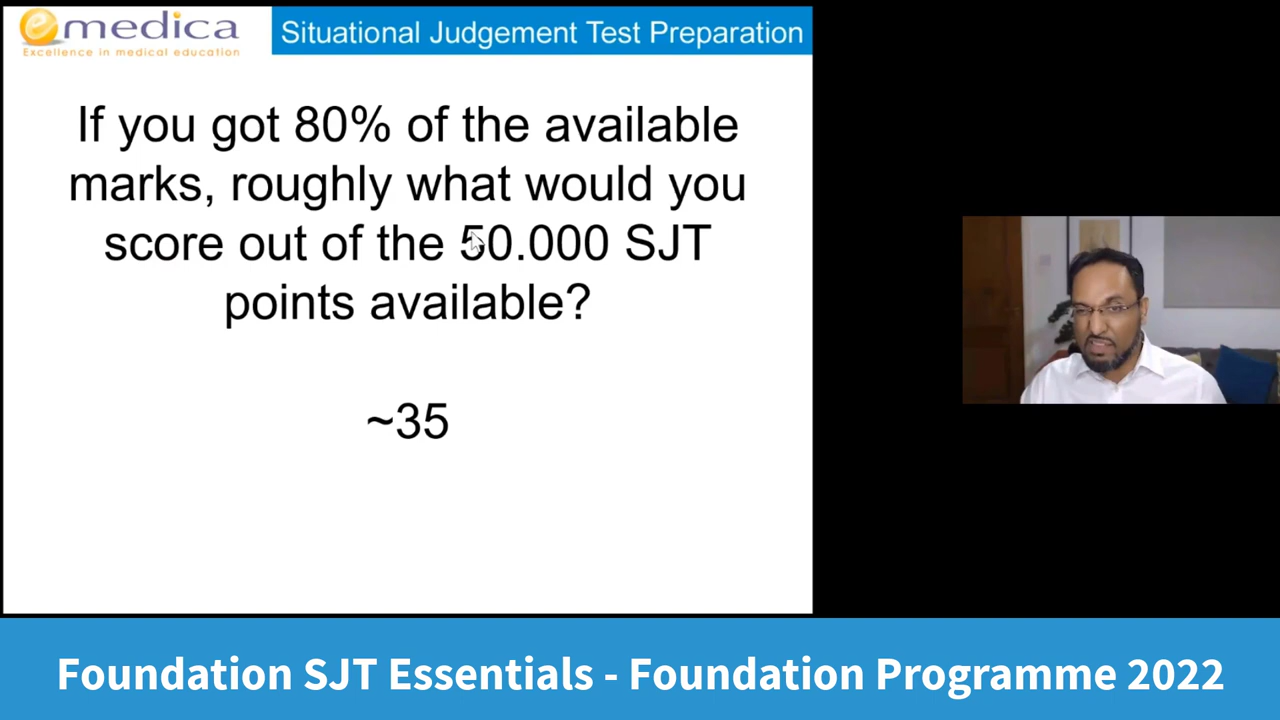 emedica
Excellence in medical education
Situational Judgement Test Preparation
If you got 80% of the available
marks, roughly what would you
score out of the 50.000 SJT
points available?
~35
Foundation SJT Essentials - Foundation Programme 2022